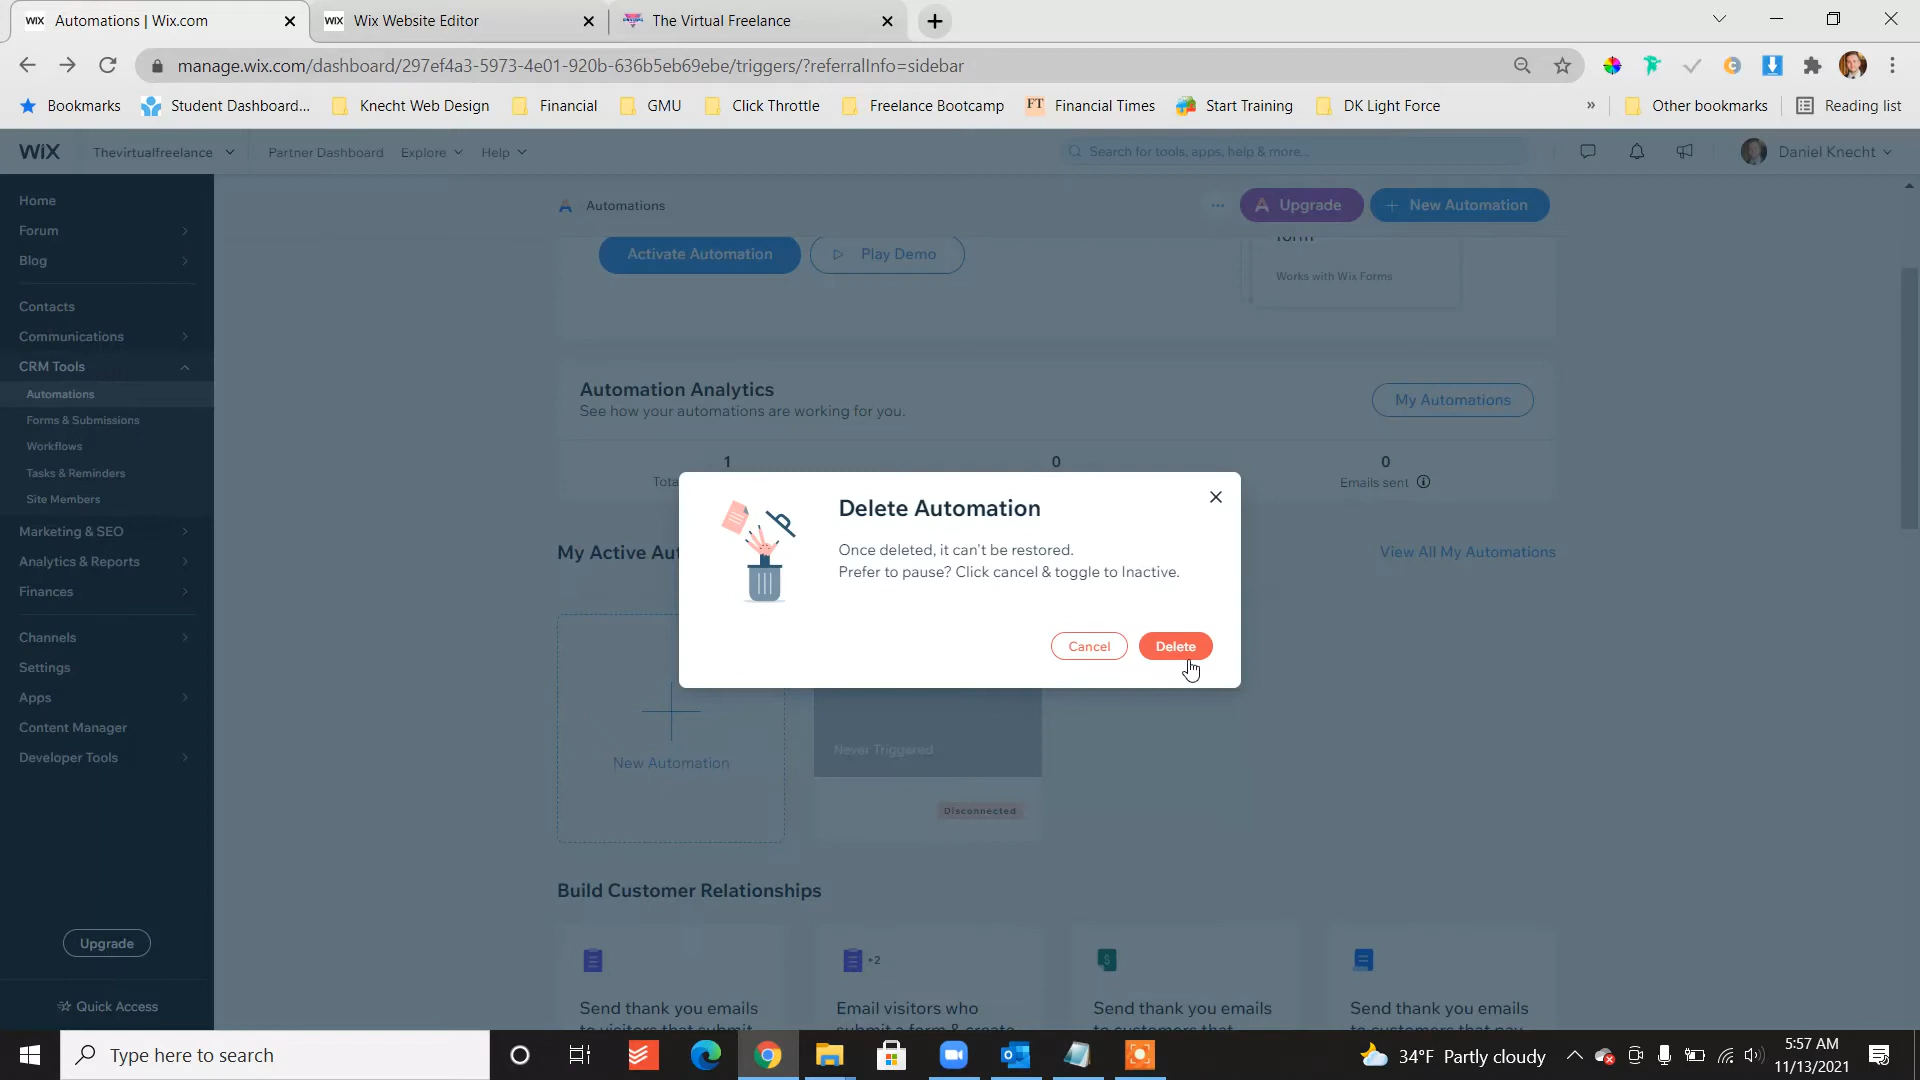 WIX Automations | Wix.com
WIX Wix Website Editor
The Virtual Freelance
manage.wix.com/dashboard/297ef4a3-5973-4e01-920b-636b5eb69ebe/triggers/?referralInfo=sidebar
Bookmarks
Student Dashboard...
Knecht Web Design
Financial
GMU
Click Throttle
Freelance Bootcamp
FT Financial Times
Start Training
DK Light Force
»
Other bookmarks
Reading list
WIX
Thevirtualfreelance
Partner Dashboard
Explore
Help
Search for tools, apps, help & more...
Daniel Knecht
Home
Forum
Blog
Contacts
Communications
CRM Tools
Automations
Forms & Submissions
Workflows
Tasks & Reminders
Site Members
Marketing & SEO
Analytics & Reports
Finances
Channels
Settings
Apps
Content Manager
Developer Tools
Upgrade
Quick Access
Automations
Upgrade
+ New Automation
Activate Automation
Play Demo
form
Works with Wix Forms
Automation Analytics
See how your automations are working for you.
My Automations
1
0
0
Emails sent
My Active
View All My Automations
Delete Automation
Once deleted, it can't be restored.
Prefer to pause? Click cancel & toggle to Inactive.
Cancel
Delete
New Automation
Never Triggered
Disconnected
Build Customer Relationships
+2
Send thank you emails
to visitors that submit
Email visitors who
submit a form & create
Send thank you emails
to customers that
Send thank you emails
to customers that pay
Type here to search
34°F Partly cloudy
5:57 AM
11/13/2021